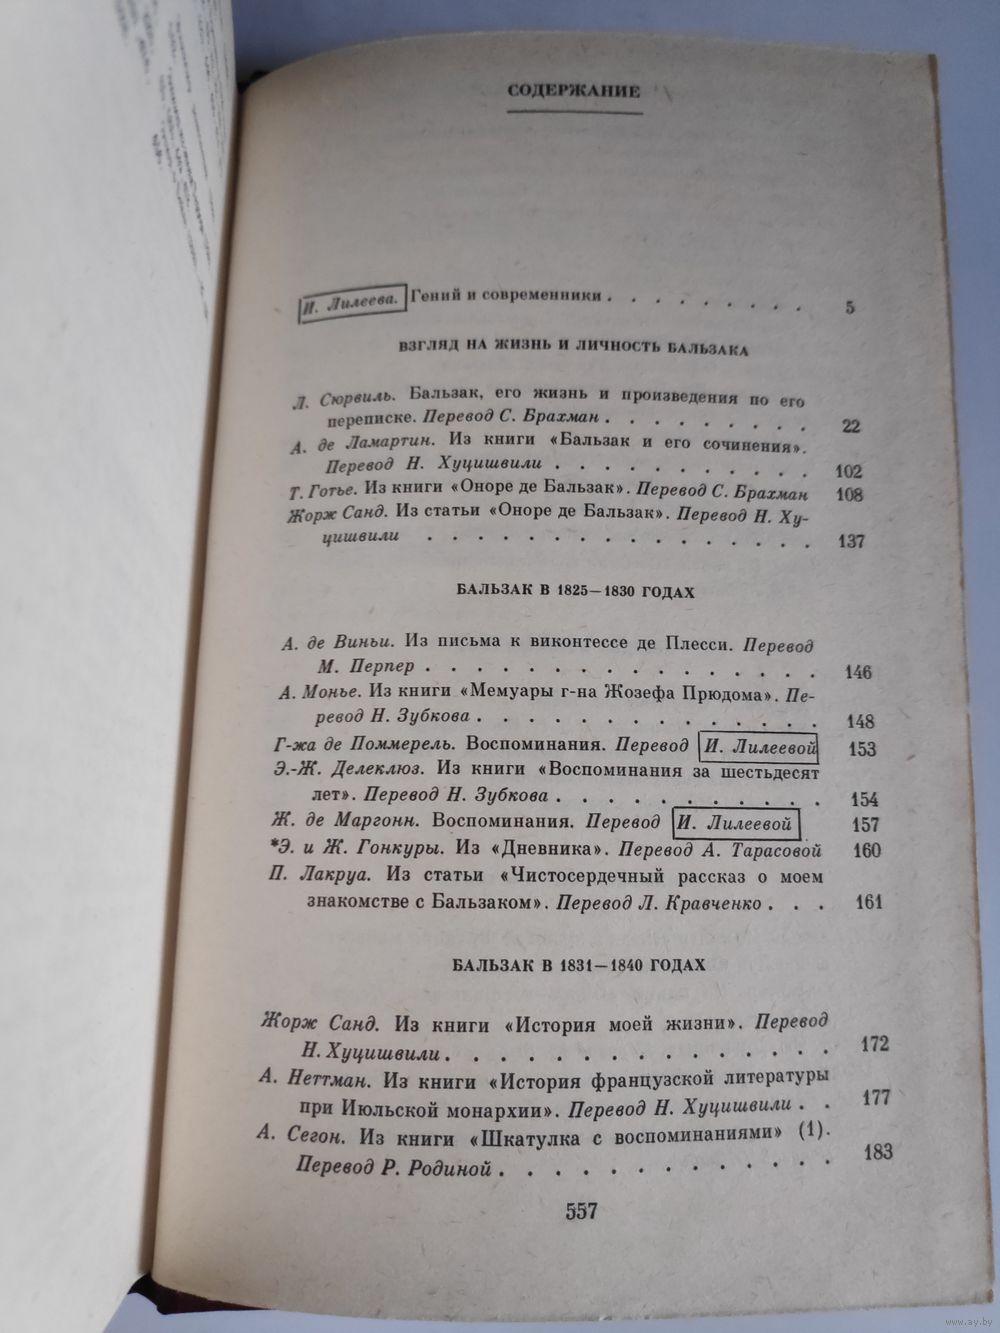 СОДЕРЖАНИЕ
И. Лилеева. Гений и современники . . . . . . . . . 5
ВЗГЛЯД НА ЖИЗНЬ И ЛИЧНОСТЬ БАЛЬЗАКА
Л. Сюрвиль. Бальзак, его жизнь и произведения по его
переписке. Перевод С. Брахман . . . . . . . . . 22
А. де Ламартин. Из книги «Бальзак и его сочинения».
Перевод Н. Хуцишвили . . . . . . . . . . . 102
Т. Готье. Из книги «Оноре де Бальзак». Перевод С. Брахман 108
Жорж Санд. Из статьи «Оноре де Бальзак». Перевод Н. Ху-
цишвили . . . . . . . . . . . . . . . . 137
БАЛЬЗАК В 1825—1830 ГОДАХ
А. де Виньи. Из письма к виконтессе де Плесси. Перевод
М. Перпер . . . . . . . . . . . . . . . . 146
А. Монье. Из книги «Мемуары г-на Жозефа Прюдома». Пе-
ревод Н. Зубкова . . . . . . . . . . . . . . 148
Г-жа де Поммерель. Воспоминания. Перевод И. Лилеевой 153
Э.-Ж. Делеклюз. Из книги «Воспоминания за шестьдесят
лет». Перевод Н. Зубкова . . . . . . . . . . . 154
Ж. де Маргонн. Воспоминания. Перевод И. Лилеевой 157
*Э. и Ж. Гонкуры. Из «Дневника». Перевод А. Тарасовой 160
П. Лакруа. Из статьи «Чистосердечный рассказ о моем
знакомстве с Бальзаком». Перевод Л. Кравченко . . . 161
БАЛЬЗАК В 1831—1840 ГОДАХ
Жорж Санд. Из книги «История моей жизни». Перевод
Н. Хуцишвили . . . . . . . . . . . . . . 172
А. Неттман. Из книги «История французской литературы
при Июльской монархии». Перевод Н. Хуцишвили . . 177
А. Сегон. Из книги «Шкатулка с воспоминаниями» (1).
Перевод Р. Родиной . . . . . . . . . . . . 183
557
www.ay.by